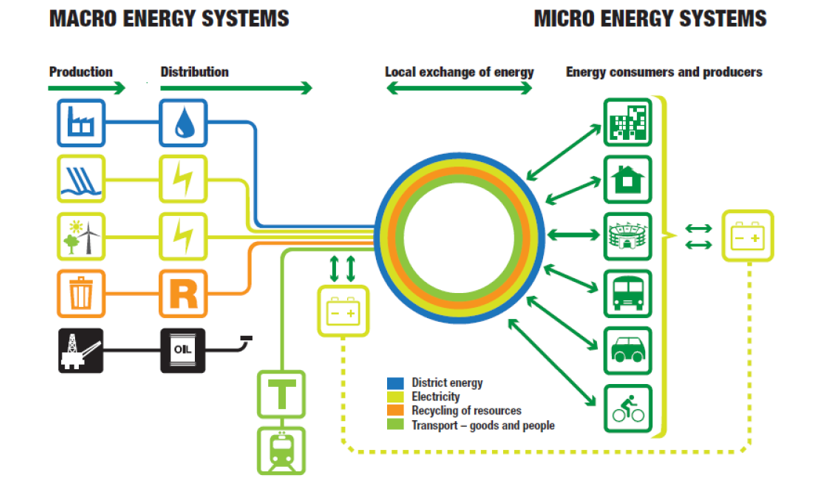 MACRO ENERGY SYSTEMS
MICRO ENERGY SYSTEMS
Production
Distribution
Local exchange of energy
Energy consumers and producers
R
OIL
T
District energy
Electricity
Recycling of resources
Transport – goods and people